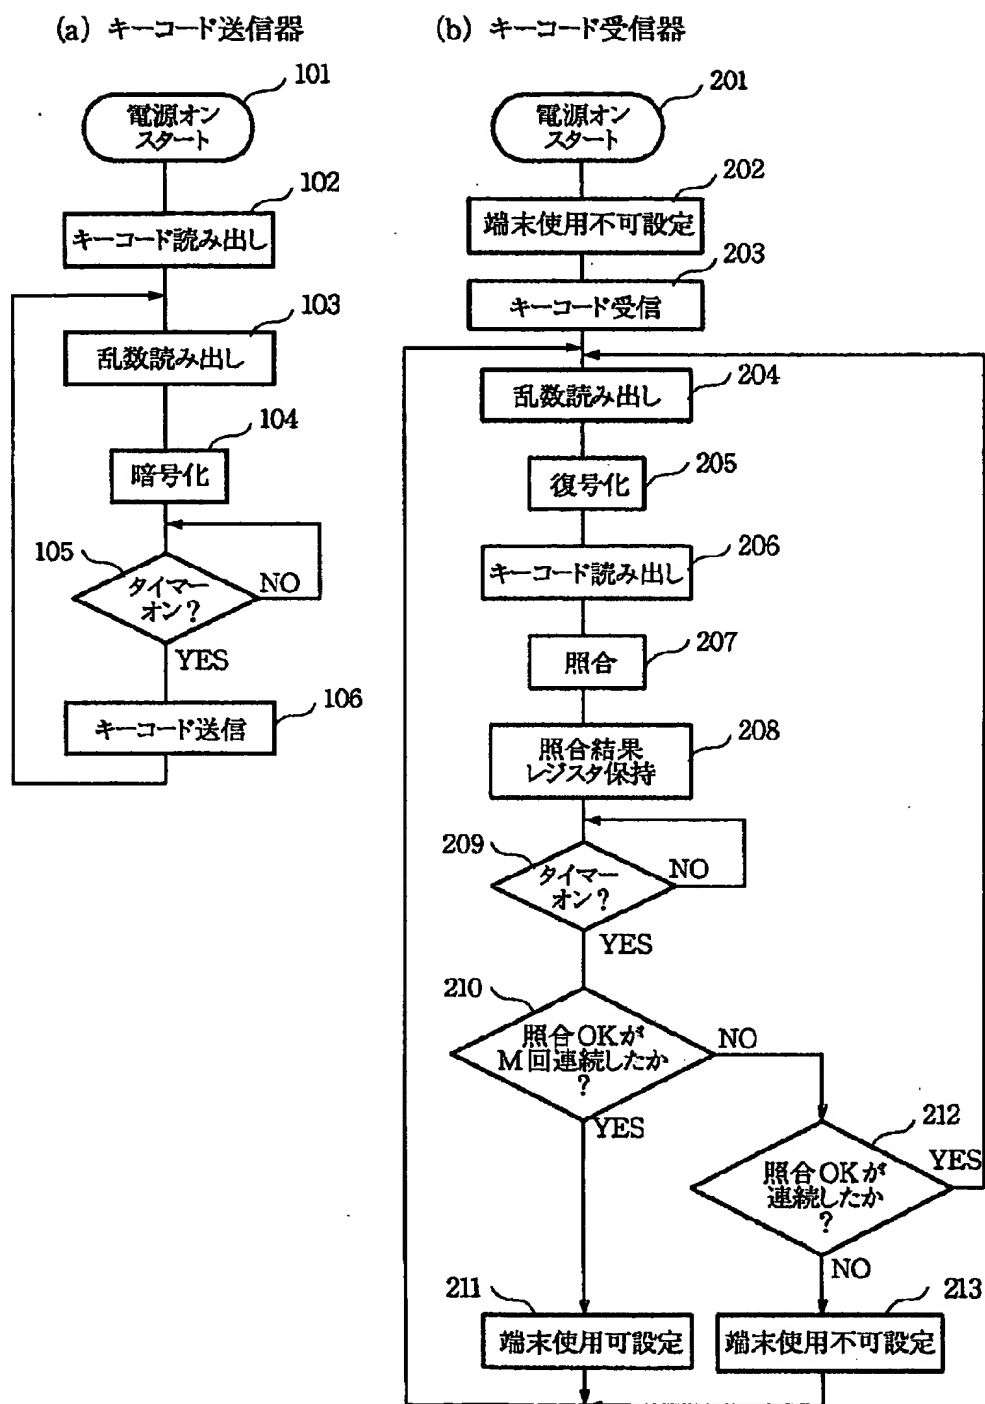 (a) キーコード送信器
101
電源オン
スタート
102
キーコード読み出し
103
乱数読み出し
104
暗号化
105
タイマー
オン？
NO
YES
106
キーコード送信
(b) キーコード受信器
201
電源オン
スタート
202
端末使用不可設定
203
キーコード受信
204
乱数読み出し
205
復号化
206
キーコード読み出し
207
照合
208
照合結果
レジスタ保持
209
タイマー
オン？
NO
YES
210
照合OKが
M回連続したか
？
NO
YES
212
照合OKが
連続したか
？
YES
NO
211
端末使用可設定
213
端末使用不可設定